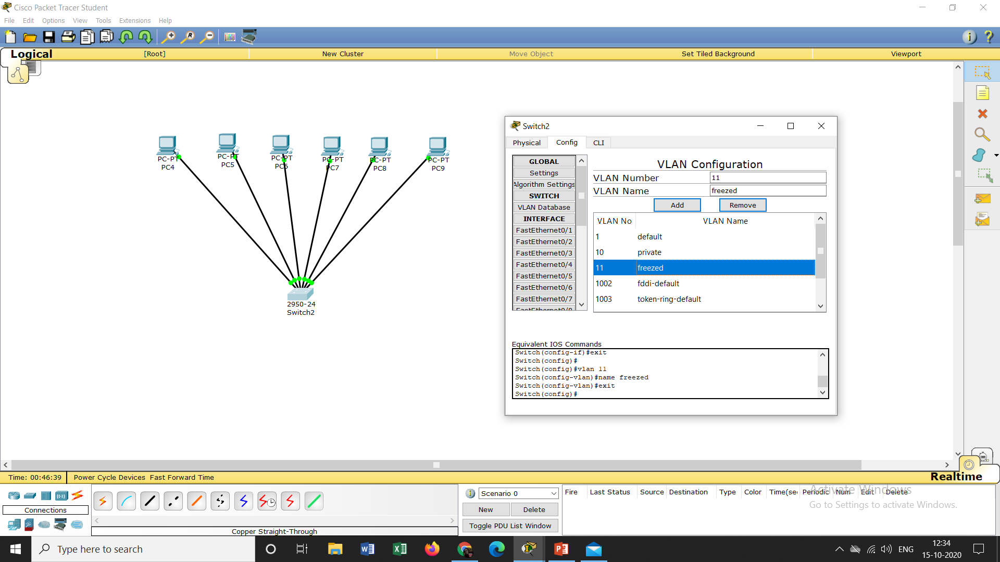 Cisco Packet Tracer Student
File Edit Options View Tools Extensions Help
Logical [Root] New Cluster Move Object Set Tiled Background Viewport
PC-PT
PC4
PC-PT
PC5
PC-PT
PC6
PC-PT
PC7
PC-PT
PC8
PC-PT
PC9
2950-24
Switch2
Switch2
Physical Config CLI
GLOBAL
Settings
Algorithm Settings
SWITCH
VLAN Database
INTERFACE
FastEthernet0/1
FastEthernet0/2
FastEthernet0/3
FastEthernet0/4
FastEthernet0/5
FastEthernet0/6
FastEthernet0/7
FastEthernet0/8
VLAN Configuration
VLAN Number 11
VLAN Name freezed
Add Remove
VLAN No VLAN Name
1 default
10 private
11 freezed
1002 fddi-default
1003 token-ring-default
Equivalent IOS Commands
Switch(config-if)#exit
Switch(config)#
Switch(config)#vlan 11
Switch(config-vlan)#name freezed
Switch(config-vlan)#exit
Switch(config)#
Time: 00:46:39 Power Cycle Devices Fast Forward Time
Realtime
Connections
Copper Straight-Through
Scenario 0
New Delete
Toggle PDU List Window
Fire Last Status Source Destination Type Color Time(sec Periodic Num Edit Delete
Activate Windows
Go to Settings to activate Windows.
Type here to search
ENG
12:34
15-10-2020